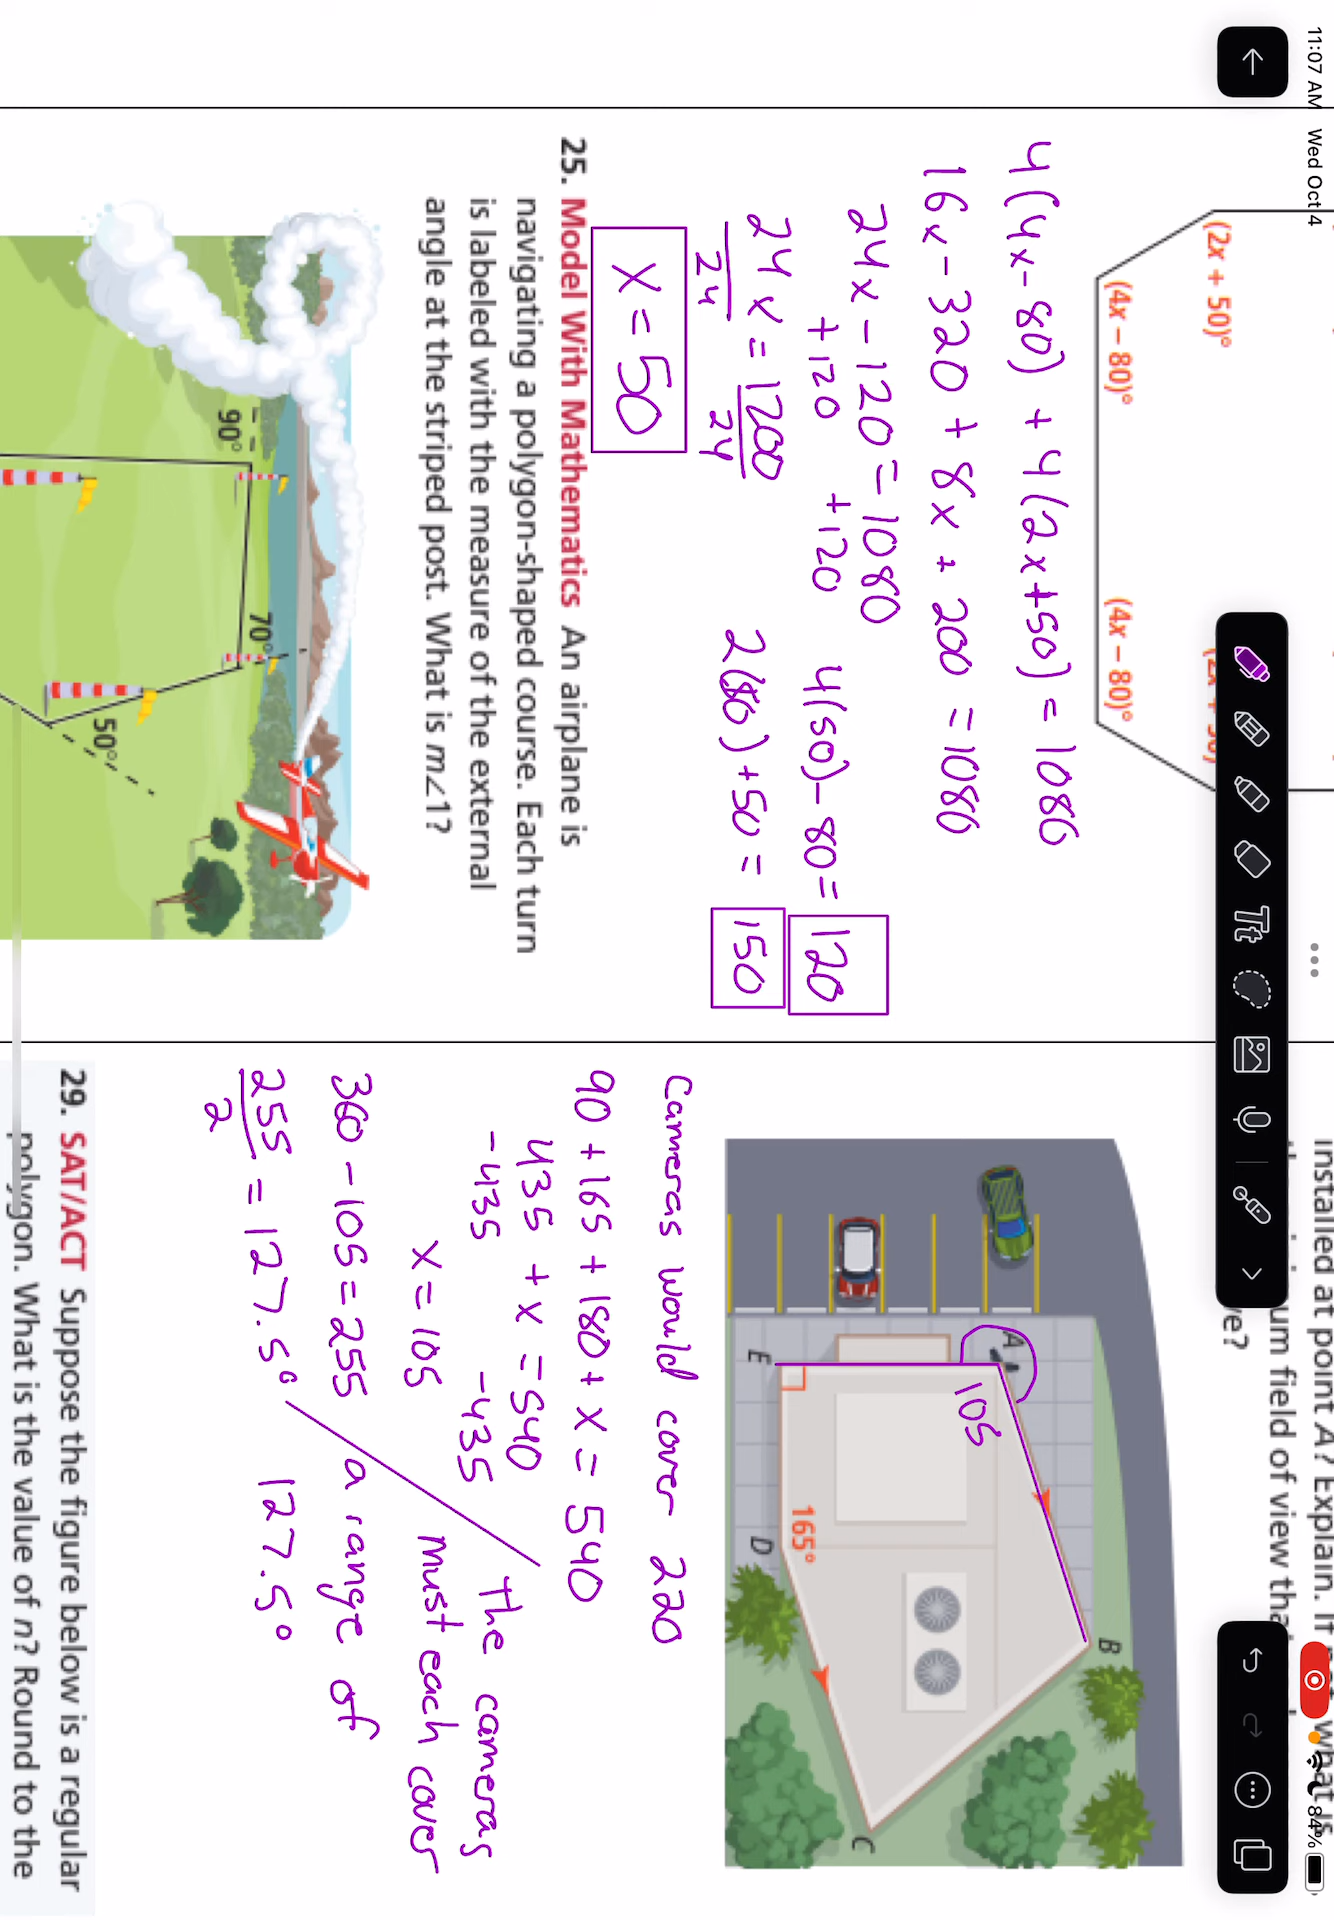 11:07 AM Wed Oct 4
84%
(2x + 50)°
(4x – 80)°
(4x – 80)°
4(4x-80) + 4(2x+50) = 1080
16x - 320 + 8x + 200 = 1080
24x - 120 = 1080
+120 +120
24x = 1200
24 24
x = 50
4(50) - 80 = 120
2(50) + 50 = 150
25. Model With Mathematics An airplane is
navigating a polygon-shaped course. Each turn
is labeled with the measure of the external
angle at the striped post. What is m∠1?
90°
70°
50°
installed at point A? Explain. If not, what is
um field of view tha
ve?
A
B
C
D
E
105
165°
Cameras would cover 220
90 + 165 + 180 + x = 540
435 + x = 540
-435 -435
x = 105
360 - 105 = 255
255 = 127.5°
2
The cameras
must each cover
a range of
127.5°
29. SAT/ACT Suppose the figure below is a regular
polygon. What is the value of n? Round to the
Tt